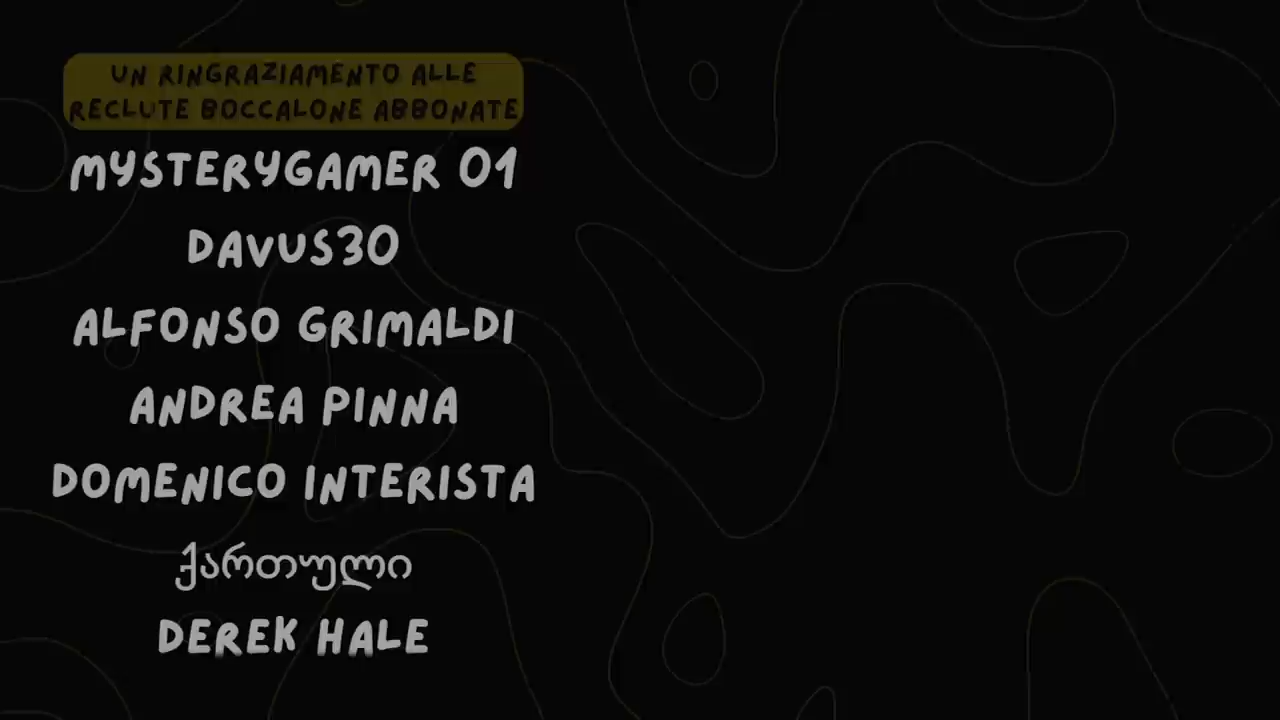 UN RINGRAZIAMENTO ALLE
RECLUTE BOCCALONE ABBONATE
MYSTERYGAMER 01
DAVUS30
ALFONSO GRIMALDI
ANDREA PINNA
DOMENICO INTERISTA
ქართული
DEREK HALE